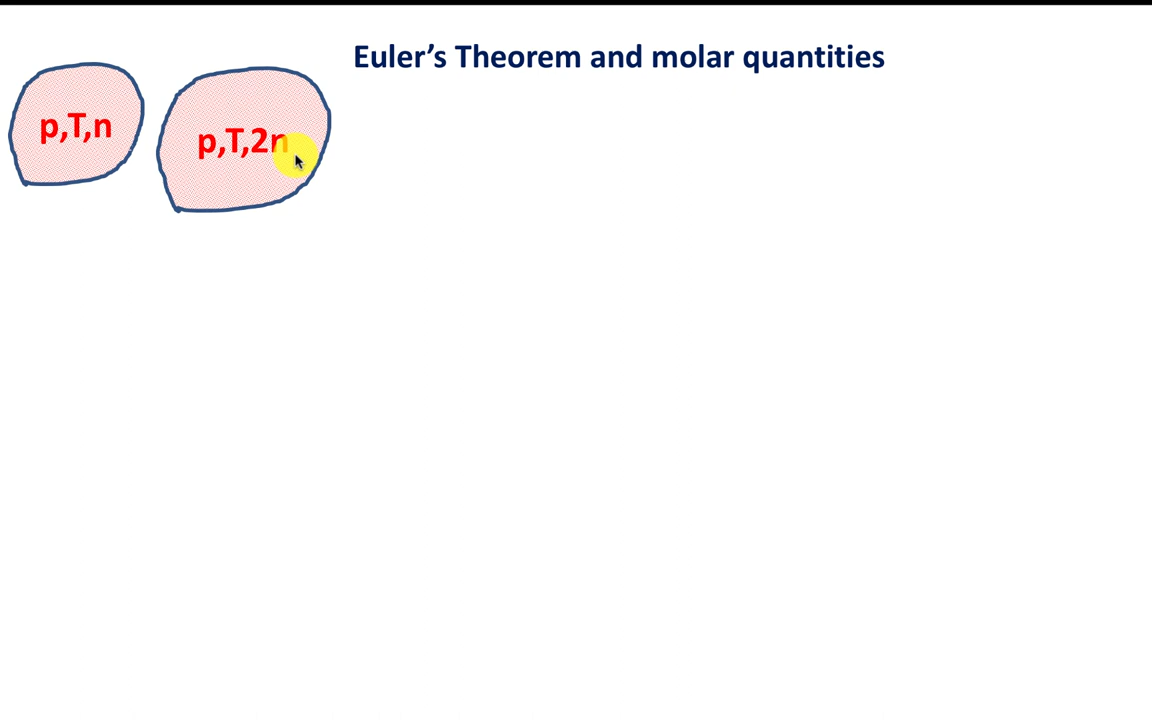 Euler’s Theorem and molar quantities
p,T,n
p,T,2n